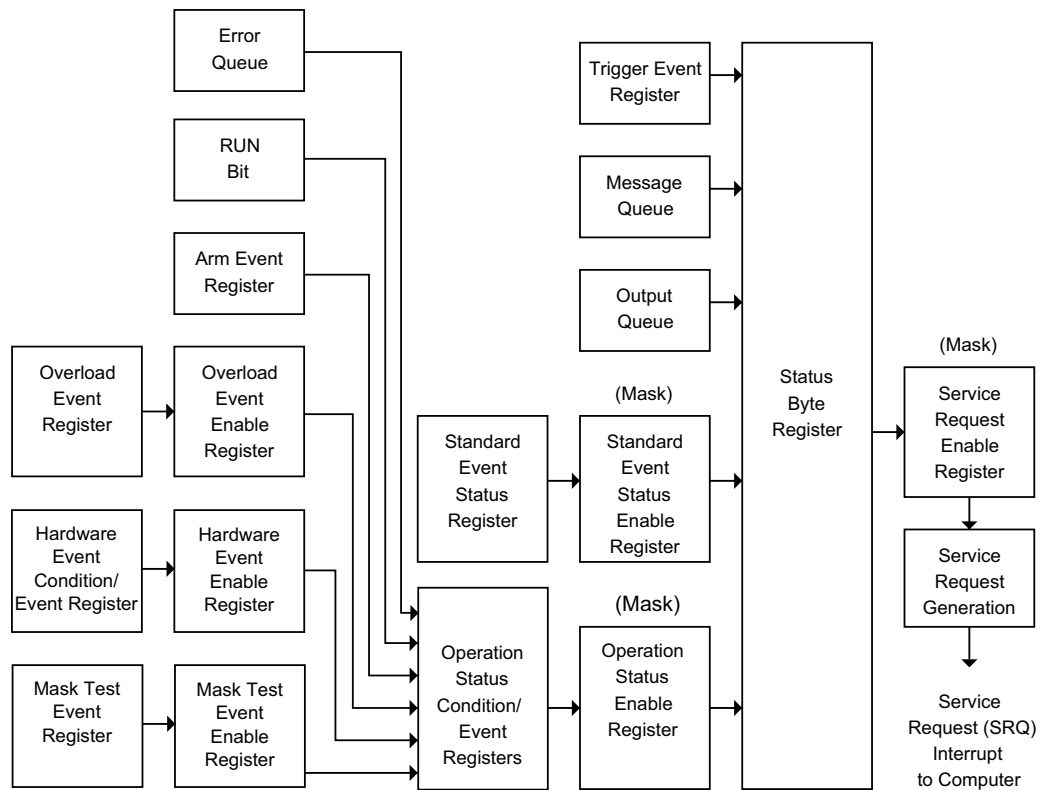 Error
Queue
RUN
Bit
Arm Event
Register
Overload
Event
Register
Overload
Event
Enable
Register
Hardware
Event
Condition/
Event Register
Hardware
Event
Enable
Register
Mask Test
Event
Register
Mask Test
Event
Enable
Register
Trigger Event
Register
Message
Queue
Output
Queue
Standard
Event
Status
Register
(Mask)
Standard
Event
Status
Enable
Register
Operation
Status
Condition/
Event
Registers
(Mask)
Operation
Status
Enable
Register
Status
Byte
Register
(Mask)
Service
Request
Enable
Register
Service
Request
Generation
Service
Request (SRQ)
Interrupt
to Computer